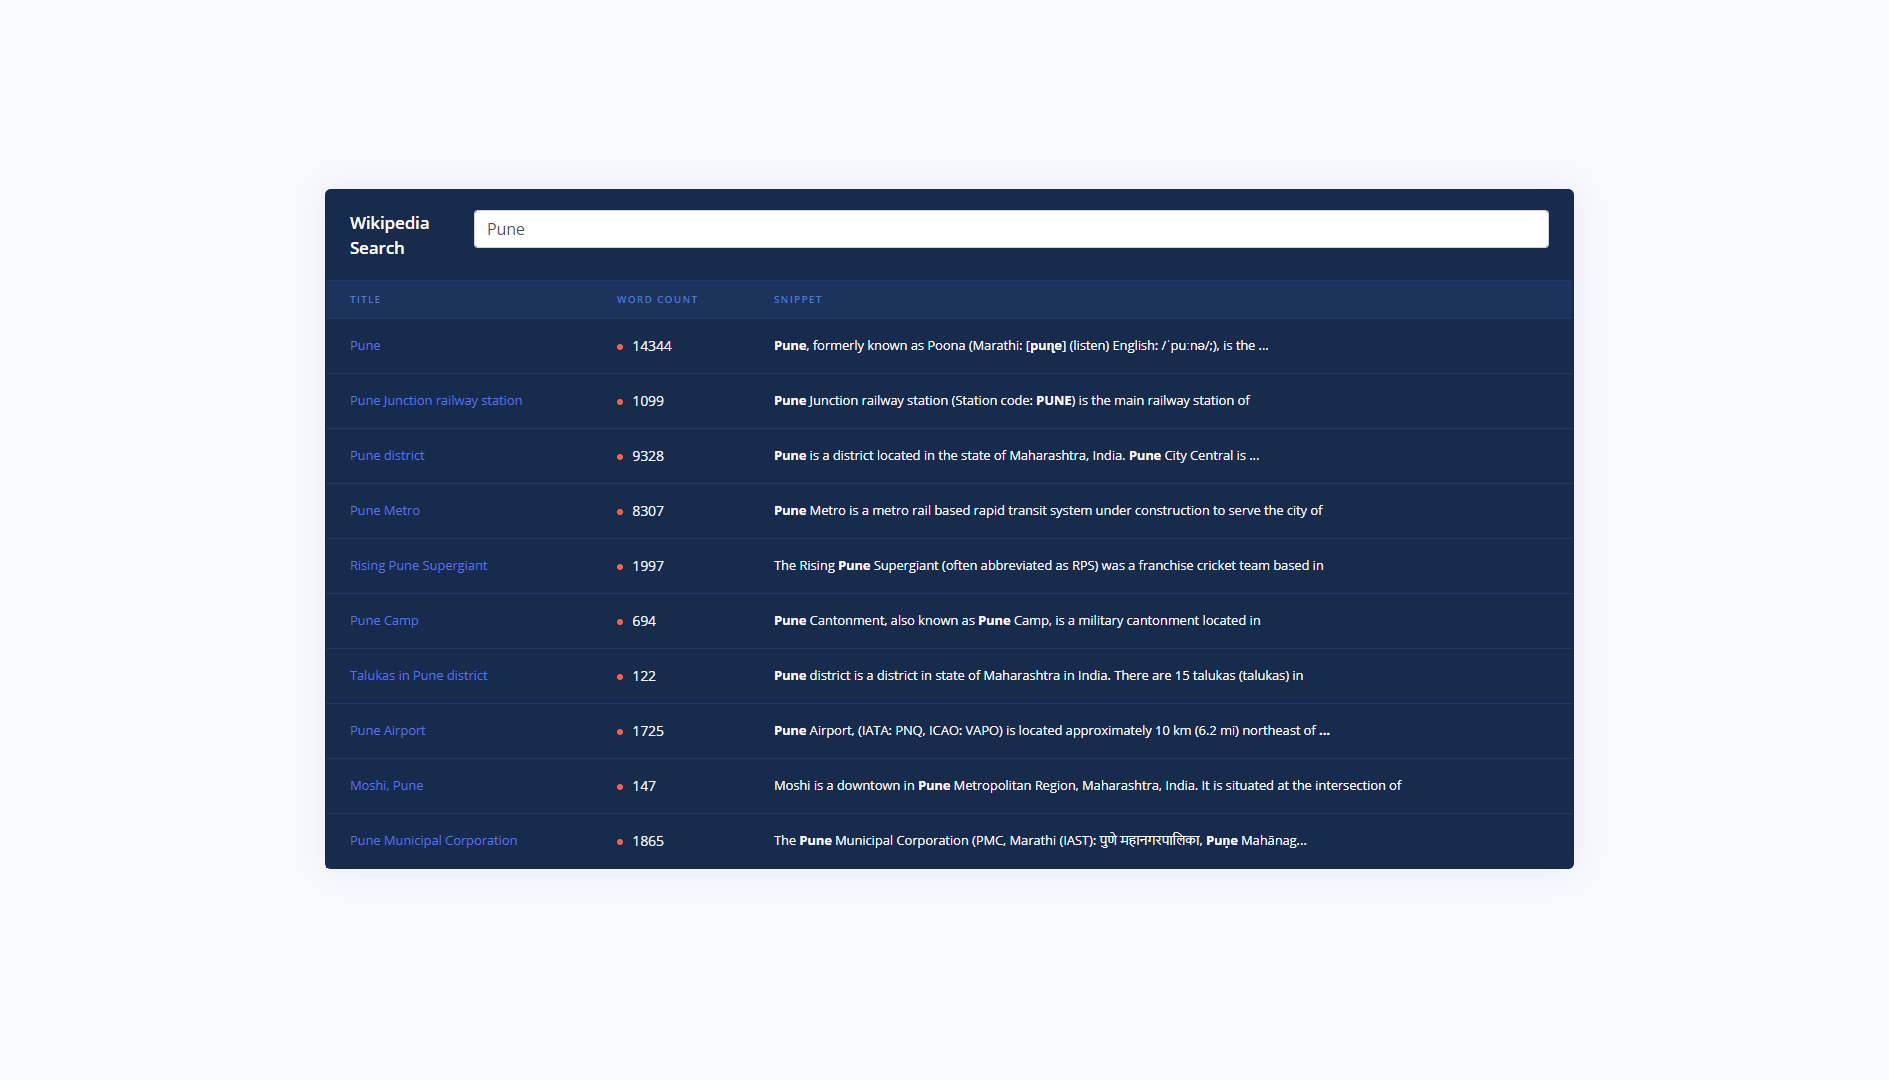 Wikipedia
Search
Pune
TITLE WORD COUNT SNIPPET
Pune 14344 Pune, formerly known as Poona (Marathi: [puɳe] (listen) English: /ˈpuːnə/;), is the ...
Pune Junction railway station 1099 Pune Junction railway station (Station code: PUNE) is the main railway station of
Pune district 9328 Pune is a district located in the state of Maharashtra, India. Pune City Central is ...
Pune Metro 8307 Pune Metro is a metro rail based rapid transit system under construction to serve the city of
Rising Pune Supergiant 1997 The Rising Pune Supergiant (often abbreviated as RPS) was a franchise cricket team based in
Pune Camp 694 Pune Cantonment, also known as Pune Camp, is a military cantonment located in
Talukas in Pune district 122 Pune district is a district in state of Maharashtra in India. There are 15 talukas (talukas) in
Pune Airport 1725 Pune Airport, (IATA: PNQ, ICAO: VAPO) is located approximately 10 km (6.2 mi) northeast of ...
Moshi, Pune 147 Moshi is a downtown in Pune Metropolitan Region, Maharashtra, India. It is situated at the intersection of
Pune Municipal Corporation 1865 The Pune Municipal Corporation (PMC, Marathi (IAST): पुणे महानगरपालिका, Puṇe Mahānag...